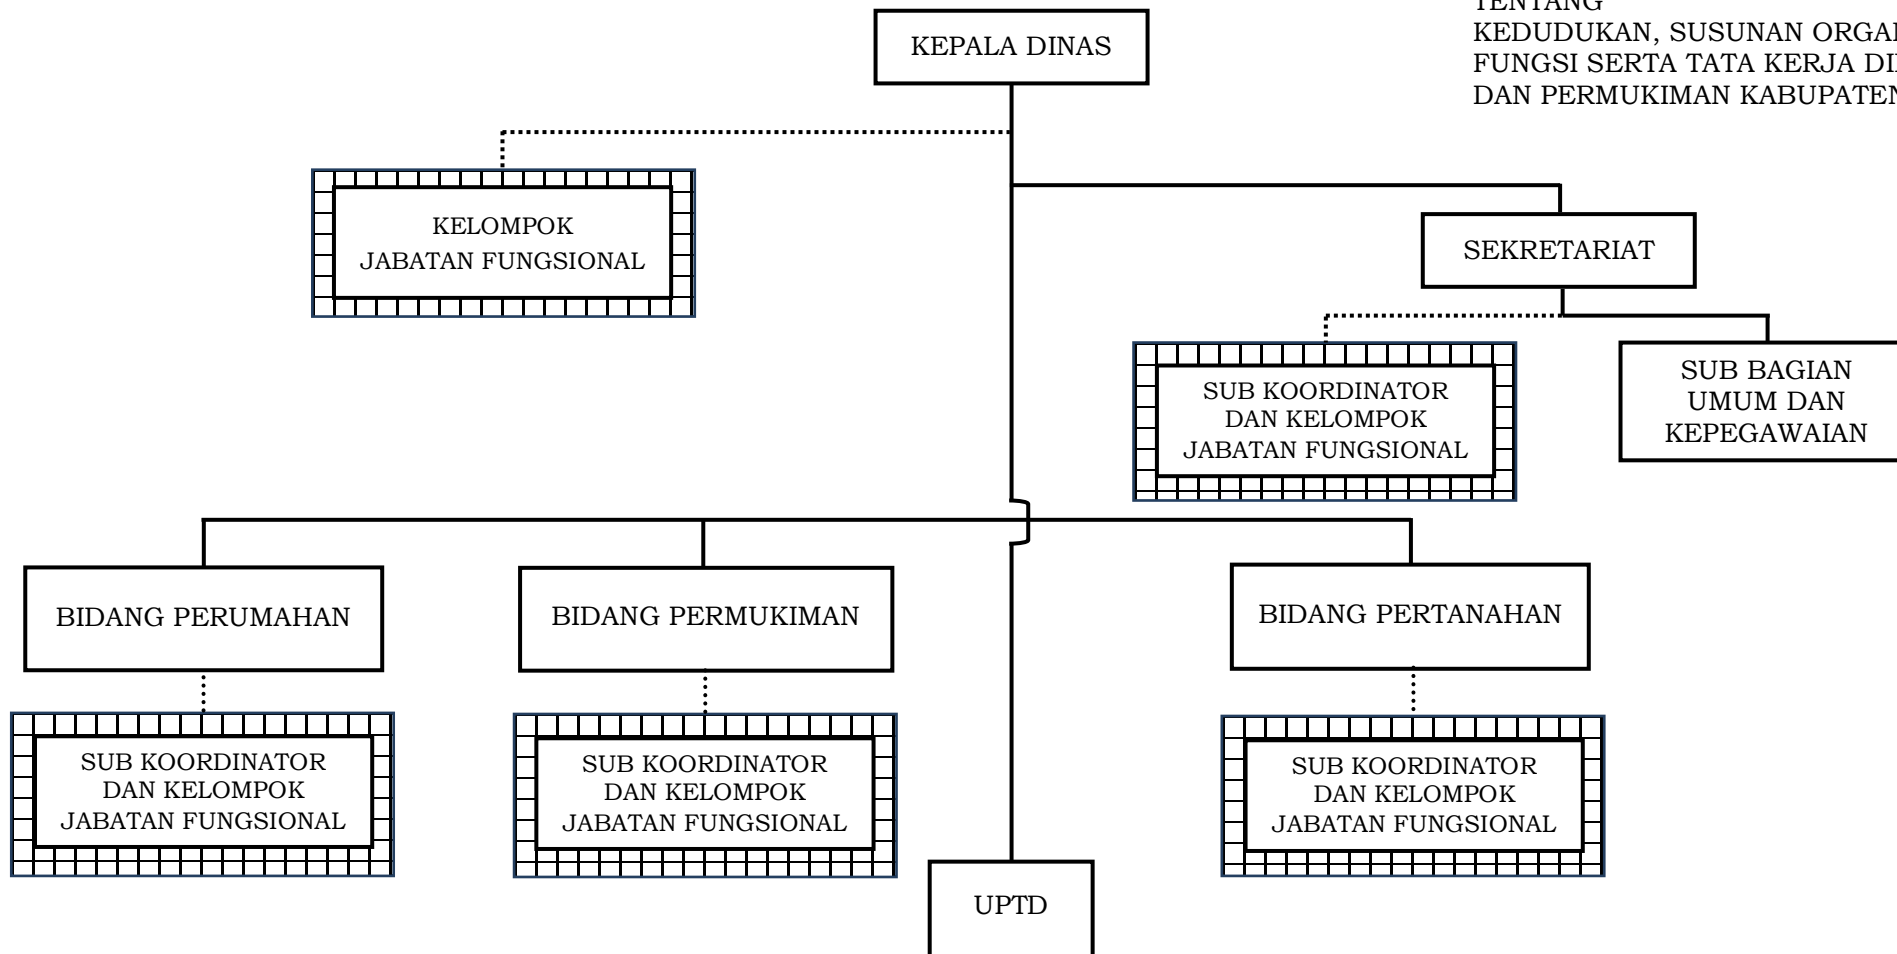 TENTANG
KEDUDUKAN, SUSUNAN
FUNGSI SERTA TATA KERJA
DAN PERMUKIMAN KABUPATEN
KEPALA DINAS
KELOMPOK
JABATAN FUNGSIONAL
SEKRETARIAT
SUB KOORDINATOR
DAN KELOMPOK
JABATAN FUNGSIONAL
SUB BAGIAN
UMUM DAN
KEPEGAWAIAN
BIDANG PERUMAHAN
BIDANG PERMUKIMAN
BIDANG PERTANAHAN
SUB KOORDINATOR
DAN KELOMPOK
JABATAN FUNGSIONAL
SUB KOORDINATOR
DAN KELOMPOK
JABATAN FUNGSIONAL
SUB KOORDINATOR
DAN KELOMPOK
JABATAN FUNGSIONAL
UPTD